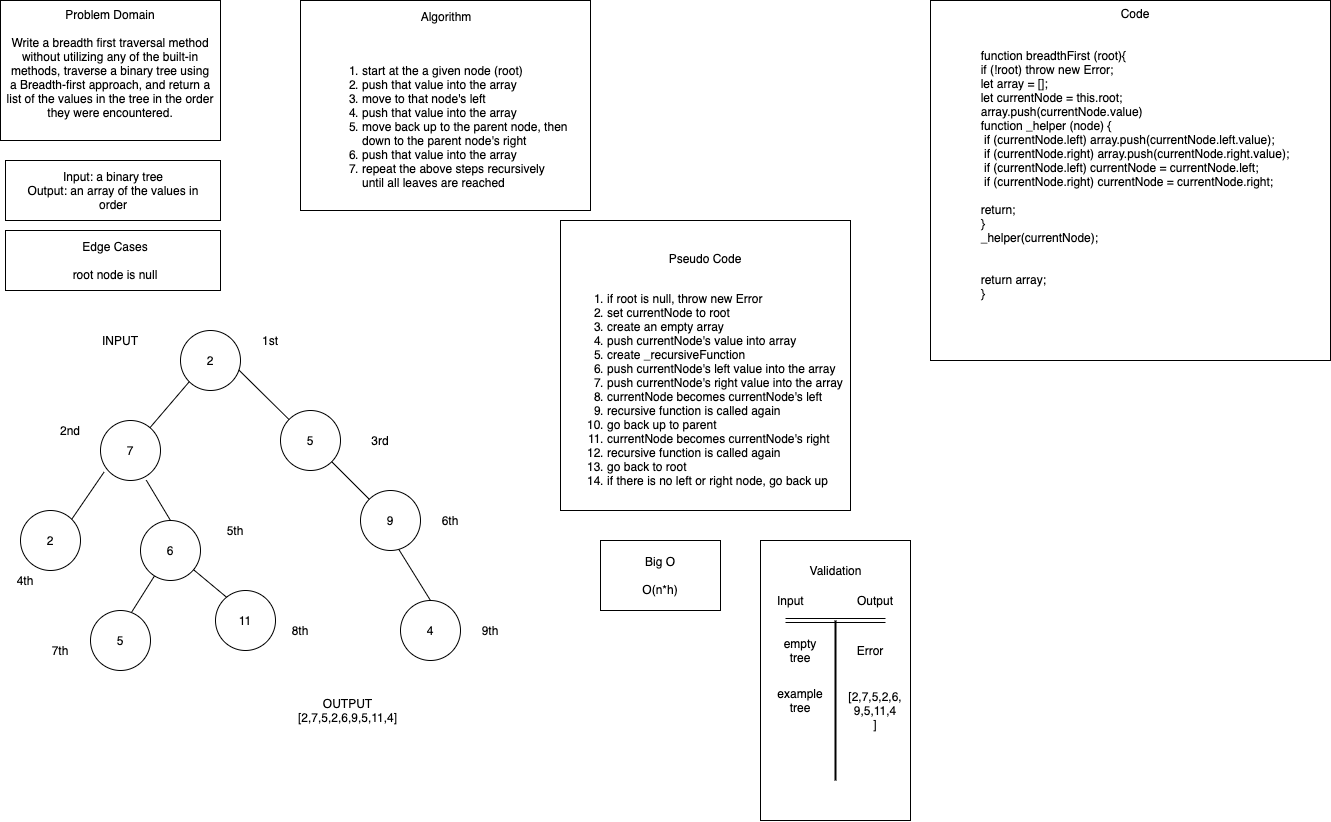 Problem Domain
Write a breadth first traversal method
without utilizing any of the built-in
methods, traverse a binary tree using
a Breadth-first approach, and return a
list of the values in the tree in the order
they were encountered.
Input: a binary tree
Output: an array of the values in
order
Edge Cases
root node is null
Algorithm
1. start at the a given node (root)
2. push that value into the array
3. move to that node's left
4. push that value into the array
5. move back up to the parent node, then
down to the parent node's right
6. push that value into the array
7. repeat the above steps recursively
until all leaves are reached
Pseudo Code
1. if root is null, throw new Error
2. set currentNode to root
3. create an empty array
4. push currentNode's value into array
5. create _recursiveFunction
6. push currentNode's left value into the array
7. push currentNode's right value into the array
8. currentNode becomes currentNode's left
9. recursive function is called again
10. go back up to parent
11. currentNode becomes currentNode's right
12. recursive function is called again
13. go back to root
14. if there is no left or right node, go back up
Code
function breadthFirst (root){
if (!root) throw new Error;
let array = [];
let currentNode = this.root;
array.push(currentNode.value)
function _helper (node) {
if (currentNode.left) array.push(currentNode.left.value);
if (currentNode.right) array.push(currentNode.right.value);
if (currentNode.left) currentNode = currentNode.left;
if (currentNode.right) currentNode = currentNode.right;
return;
}
_helper(currentNode);
return array;
}
INPUT
2
1st
2nd
7
5
3rd
2
4th
6
5th
9
6th
5
7th
11
8th
4
9th
OUTPUT
[2,7,5,2,6,9,5,11,4]
Big O
O(n*h)
Validation
Input
Output
empty
tree
Error
example
tree
[2,7,5,2,6,
9,5,11,4
]